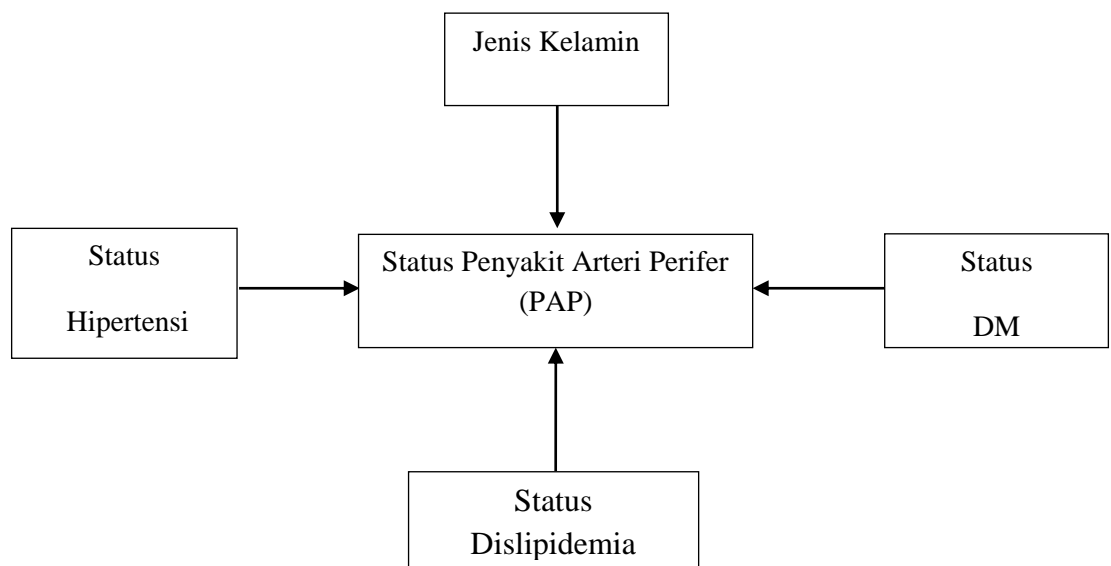 Jenis Kelamin
Status
Hipertensi
Status Penyakit Arteri Perifer
(PAP)
Status
DM
Status
Dislipidemia